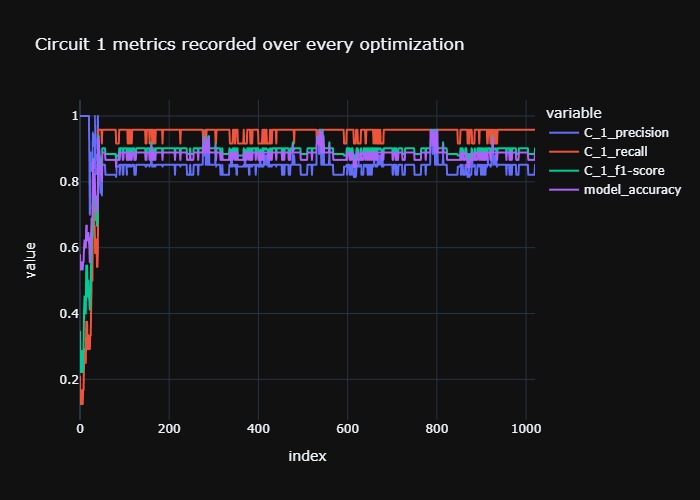 Circuit 1 metrics recorded over every optimization
variable
C_1_precision
C_1_recall
C_1_f1-score
model_accuracy
value
1
0.8
0.6
0.4
0.2
0
200
400
600
800
1000
index